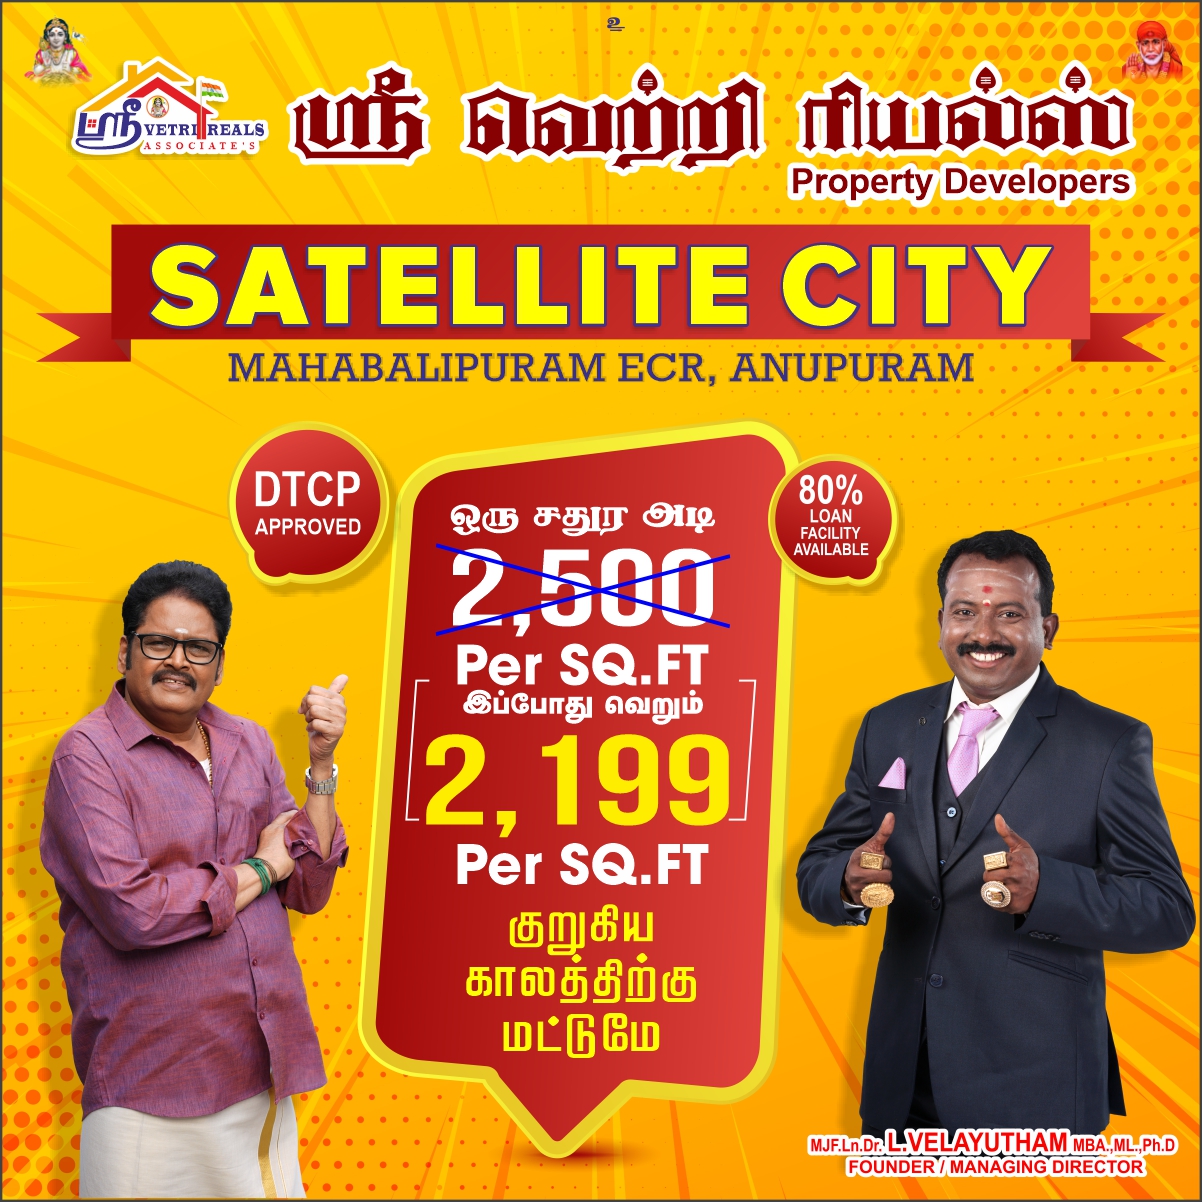 உ
ஸ்ரீ VETRI REALS
ASSOCIATE'S
ஸ்ரீ வெற்றி ரியல்ஸ்
Property Developers
SATELLITE CITY
MAHABALIPURAM ECR, ANUPURAM
DTCP
APPROVED
80%
LOAN
FACILITY
AVAILABLE
ஒரு சதுர அடி
2,500
Per SQ.FT
இப்போது வெறும்
2,199
Per SQ.FT
குறுகிய
காலத்திற்கு
மட்டுமே
MJF.Ln.Dr. L.VELAYUTHAM MBA.,ML.,Ph.D
FOUNDER / MANAGING DIRECTOR